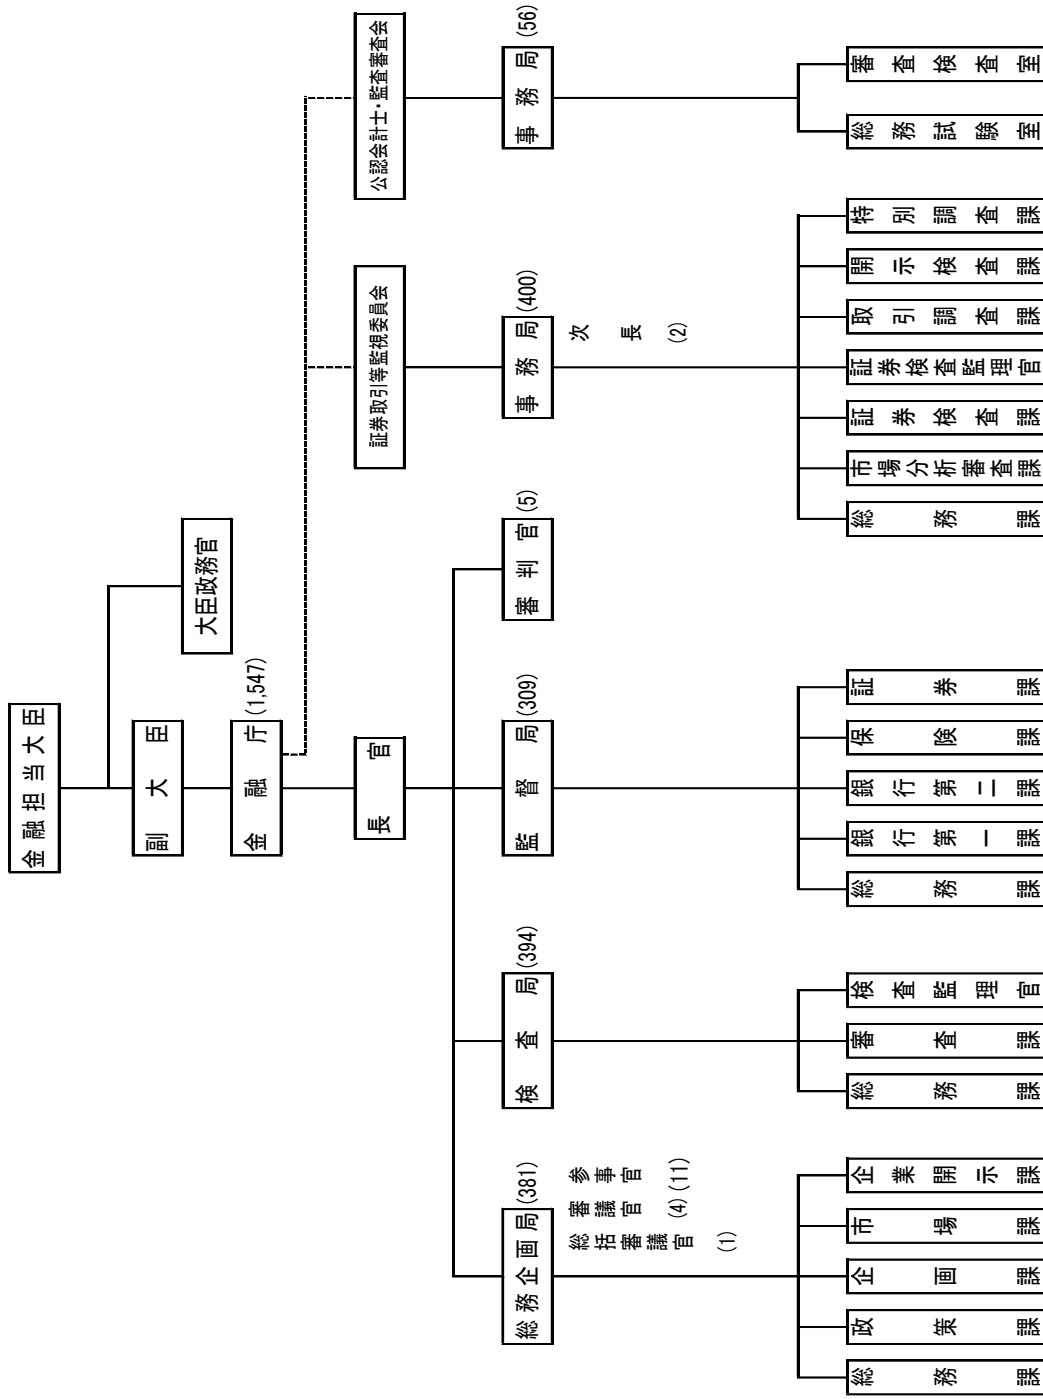 金融担当大臣
副大臣
大臣政務官
金融庁 (1,547)
長官
公認会計士・監査審査会
証券取引等監視委員会
総務企画局 (381)
総括審議官 (1)
審議官 (4)
参事官 (11)
検査局 (394)
監督局 (309)
審判官 (5)
事務局 (400)
次長 (2)
事務局 (56)
総務課
政策課
企画課
市場課
企業開示課
総務課
審査課
検査監理官
総務課
銀行第一課
銀行第二課
保険課
証券課
総務課
市場分析審査課
証券検査課
証券検査監理官
取引調査課
開示検査課
特別調査課
総務試験室
審査検査室